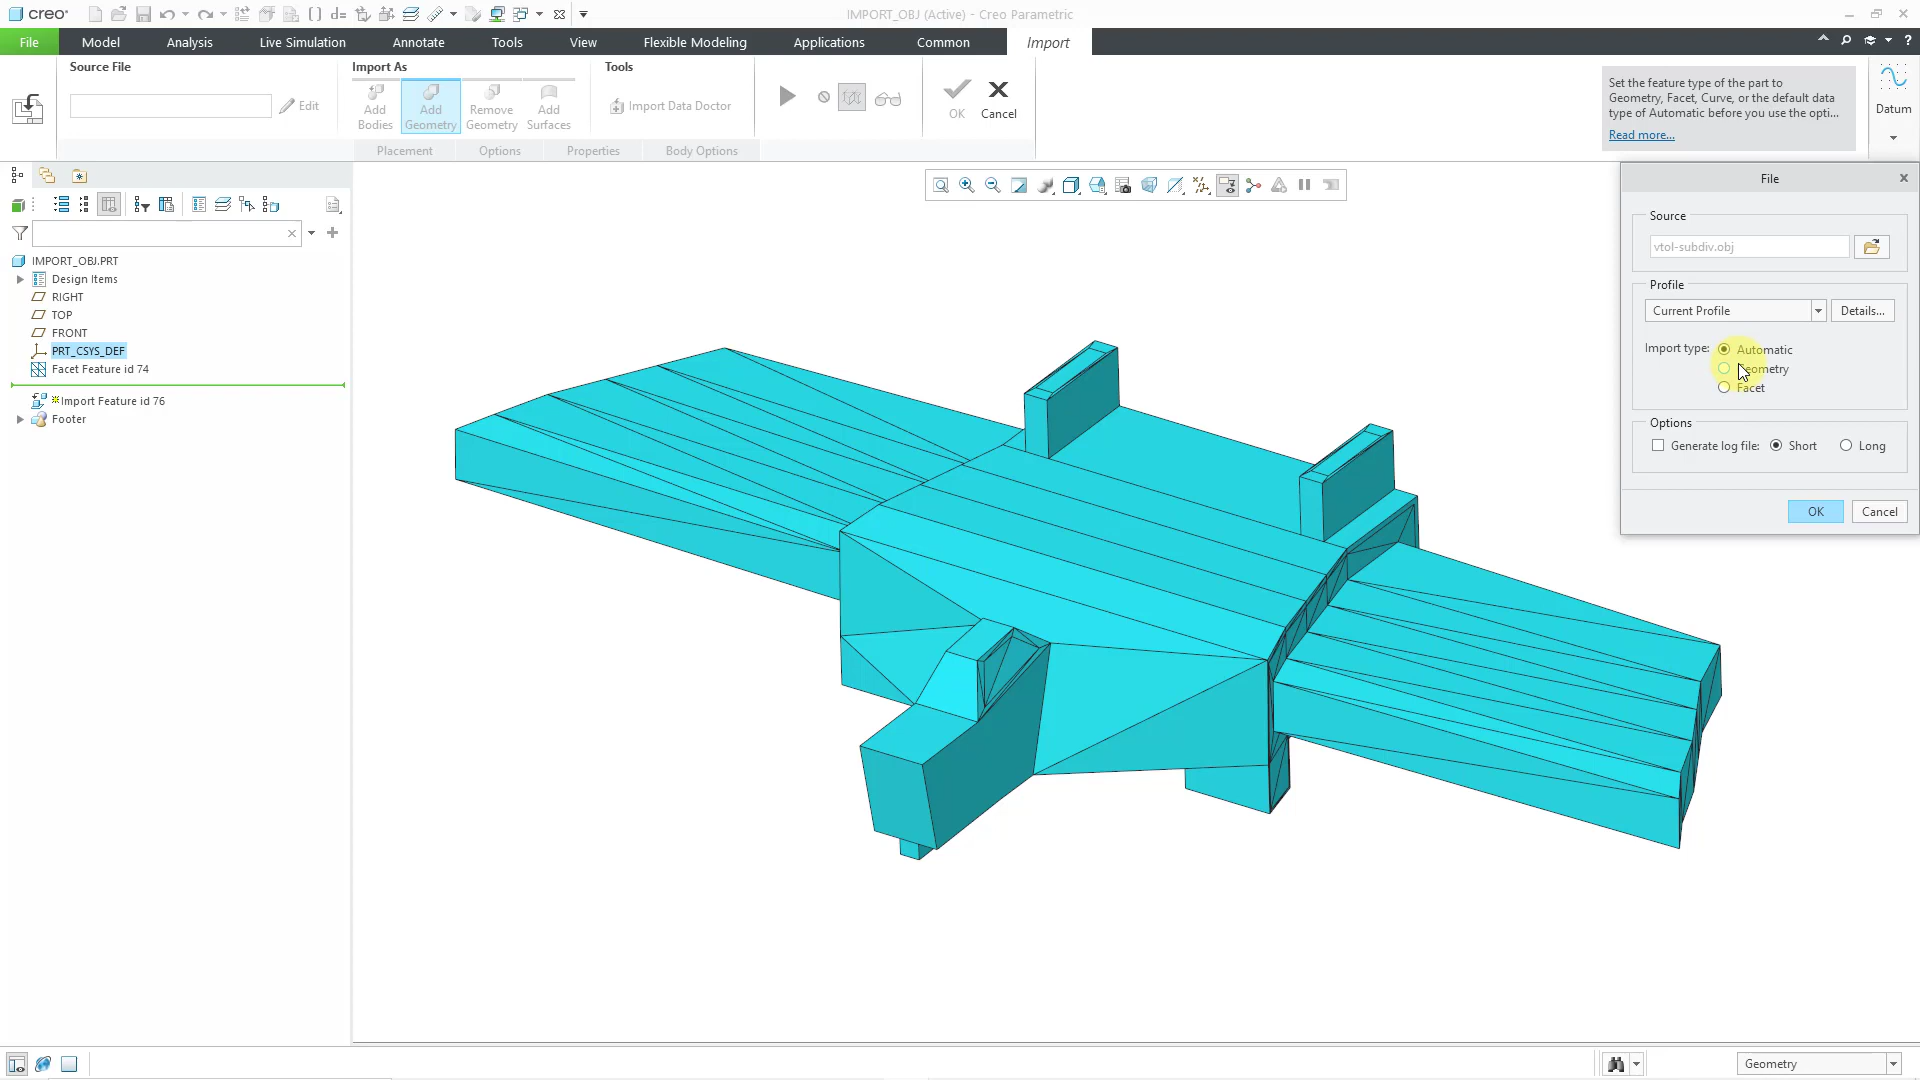 creo
IMPORT_OBJ (Active) - Creo Parametric
File
Model
Analysis
Live Simulation
Annotate
Tools
View
Flexible Modeling
Applications
Common
Import
Source File
Edit
Import As
Add Bodies
Add Geometry
Remove Geometry
Add Surfaces
Tools
Import Data Doctor
OK
Cancel
Placement
Options
Properties
Body Options
Set the feature type of the part to
Geometry, Facet, Curve, or the default data
type of Automatic before you use the opti...
Read more...
Datum
IMPORT_OBJ.PRT
Design Items
RIGHT
TOP
FRONT
PRT_CSYS_DEF
Facet Feature id 74
Import Feature id 76
Footer
File
Source
vtol-subdiv.obj
Profile
Current Profile
Details...
Import type:
Automatic
Geometry
Facet
Options
Generate log file:
Short
Long
OK
Cancel
Geometry